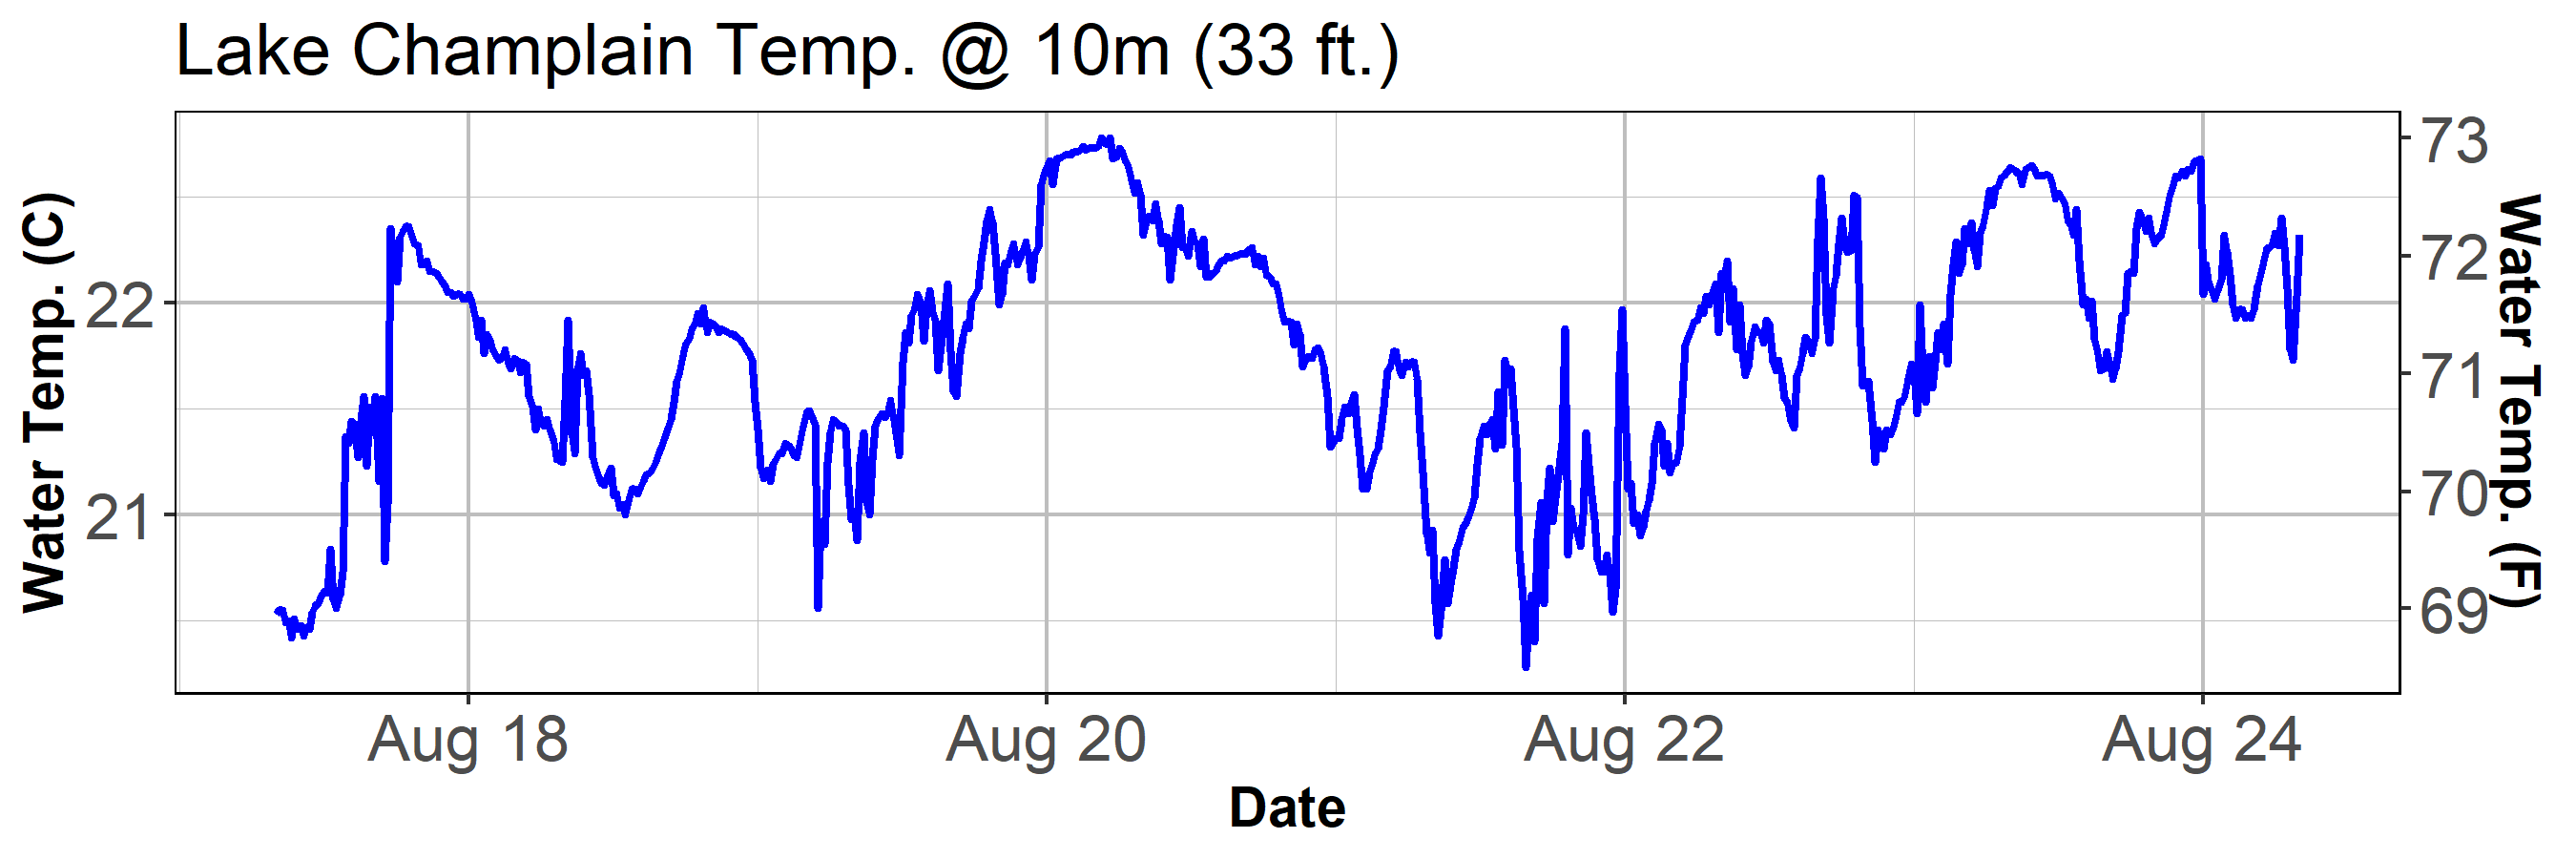 Lake Champlain Temp. @ 10m (33 ft.)
Water Temp. (C)
22
21
73
72
71
70
69
Water Temp. (F)
Aug 18 Aug 20 Aug 22 Aug 24
Date